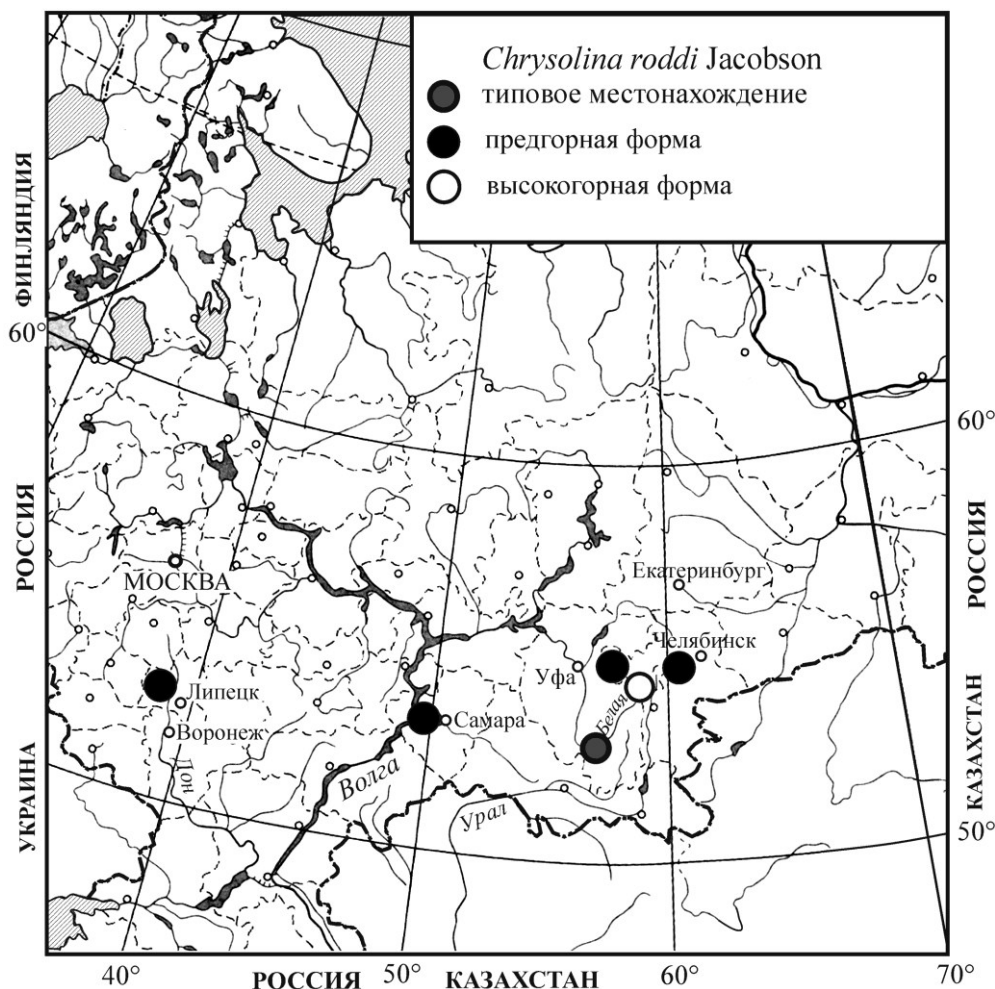 Chrysolina roddi Jacobson
типовое местонахождение
предгорная форма
высокогорная форма
ФИНЛЯНДИЯ
60°
60°
РОССИЯ
РОССИЯ
МОСКВА
Екатеринбург
Челябинск
Уфа
Белая
Липецк
Самара
Воронеж
Дон
Волга
Урал
УКРАИНА
КАЗАХСТАН
50°
40°
РОССИЯ
50°
КАЗАХСТАН
60°
70°